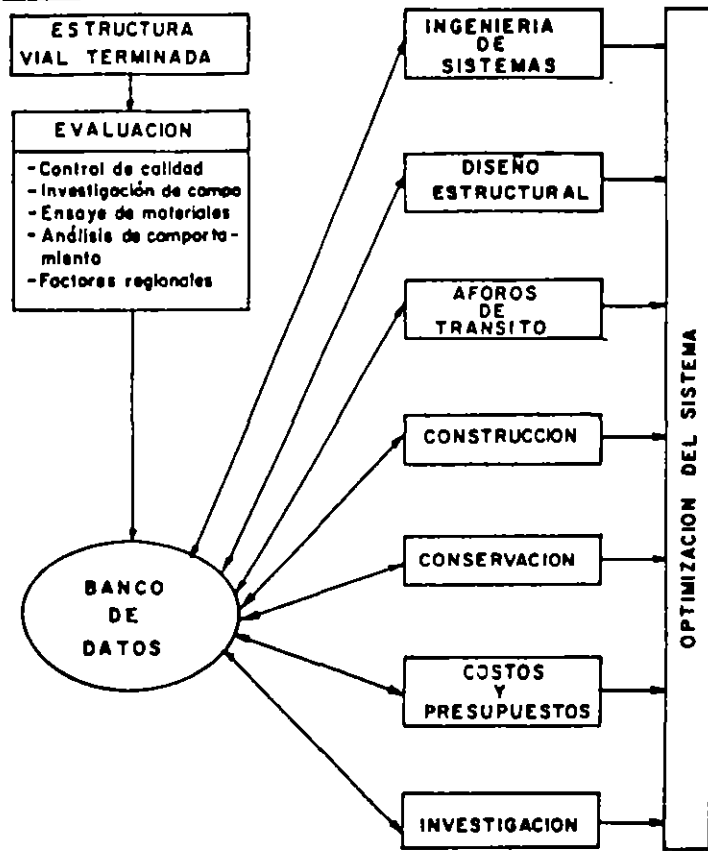 ESTRUCTURA
VIAL TERMINADA
EVALUACION
- Control de calidad
- Investigación de campo
- Ensaye de materiales
- Análisis de comporta-
miento
- Factores regionales
BANCO
DE
DATOS
INGENIERIA
DE
SISTEMAS
DISEÑO
ESTRUCTURAL
AFOROS
DE
TRANSITO
CONSTRUCCION
CONSERVACION
COSTOS
Y
PRESUPUESTOS
INVESTIGACION
OPTIMIZACION DEL SISTEMA